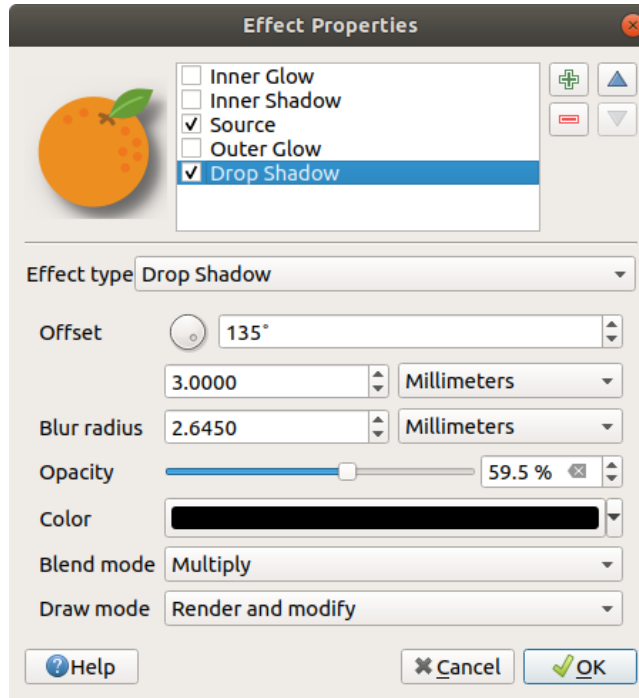 Effect Properties
Inner Glow
Inner Shadow
Source
Outer Glow
Drop Shadow
Effect type Drop Shadow
Offset 135°
3.0000 Millimeters
Blur radius 2.6450 Millimeters
Opacity 59.5 %
Color
Blend mode Multiply
Draw mode Render and modify
Help Cancel OK